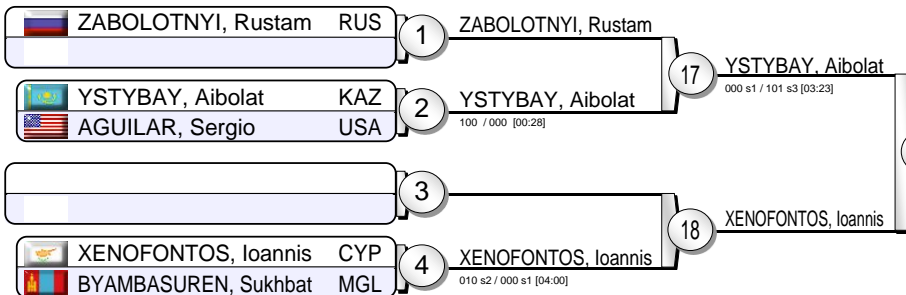 ZABOLOTNYI, Rustam RUS
1
ZABOLOTNYI, Rustam
YSTYBAY, Aibolat KAZ
AGUILAR, Sergio USA
2
YSTYBAY, Aibolat
100 / 000 [00:28]
17
YSTYBAY, Aibolat
000 s1 / 101 s3 [03:23]
3
XENOFONTOS, Ioannis CYP
BYAMBASUREN, Sukhbat MGL
4
XENOFONTOS, Ioannis
010 s2 / 000 s1 [04:00]
18
XENOFONTOS, Ioannis